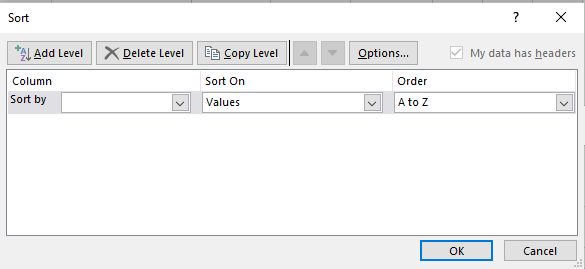 Sort
? ×
Add Level Delete Level Copy Level Options... My data has headers
Column Sort On Order
Sort by Values A to Z
OK Cancel